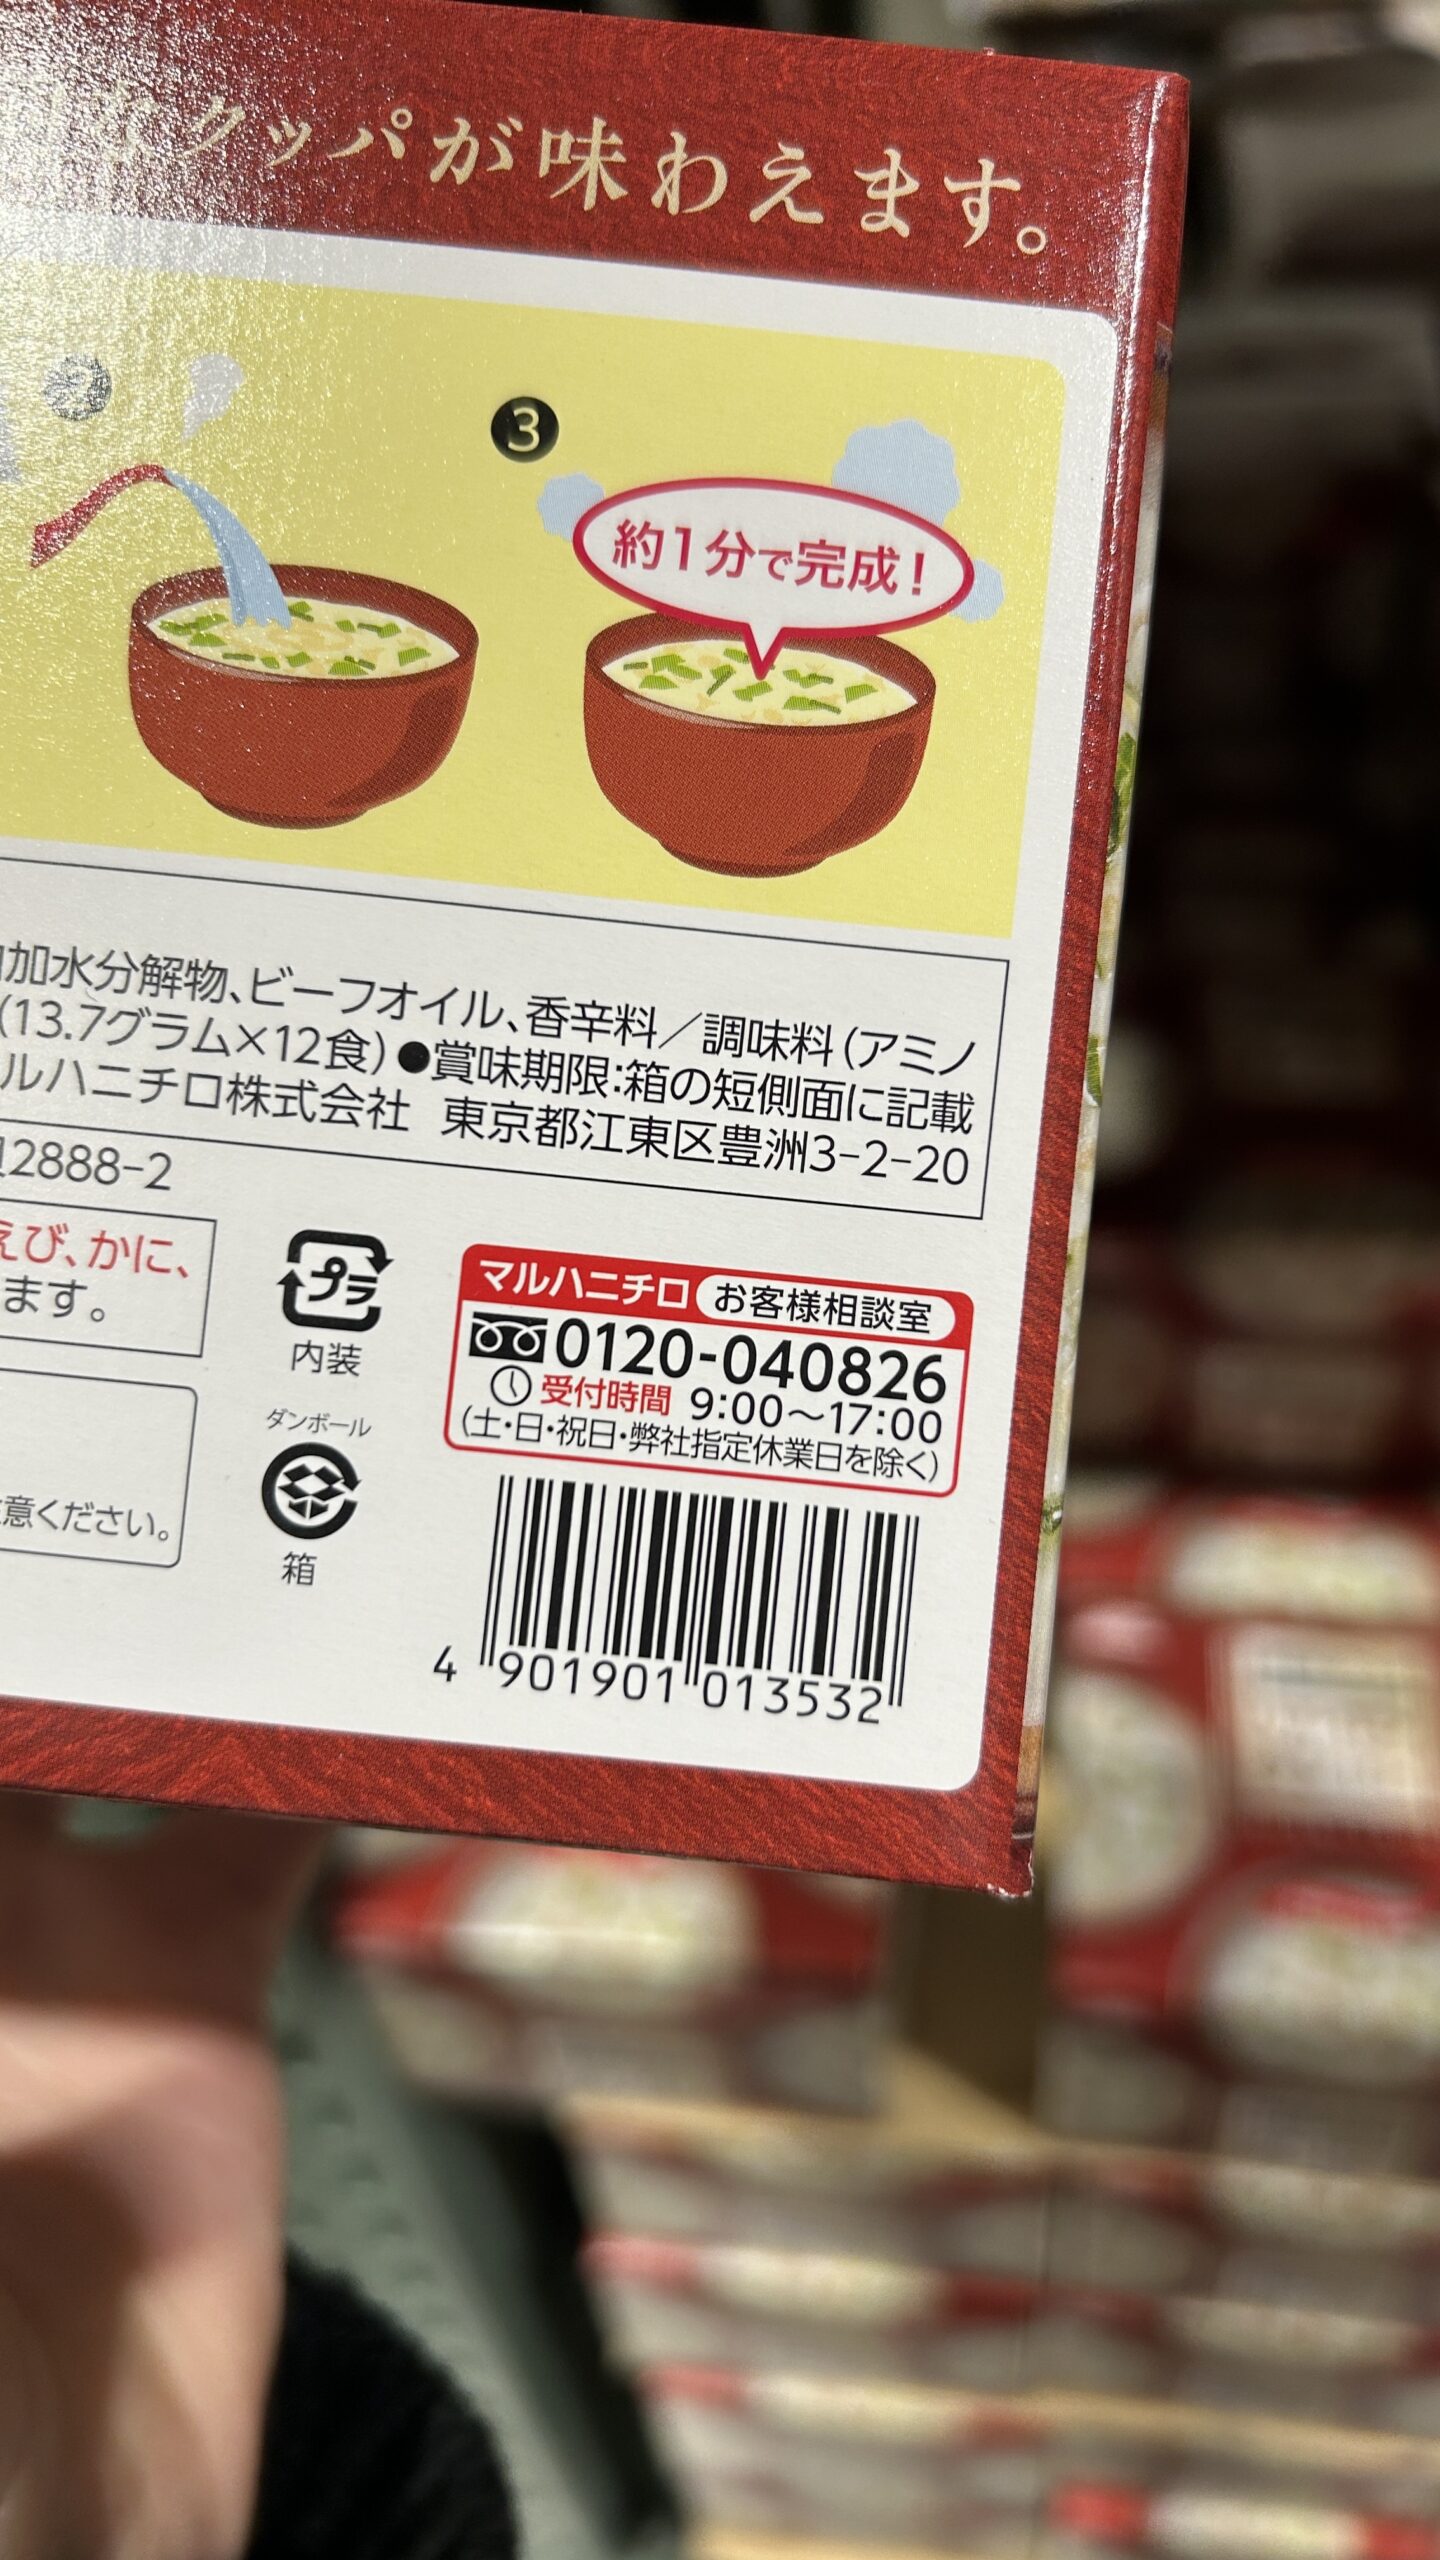 クッパが味わえます。
3
約1分で完成！
加水分解物、ビーフオイル、香辛料／調味料（アミノ
(13.7グラム×12食)●賞味期限:箱の短側面に記載
ルハニチロ株式会社 東京都江東区豊洲3-2-20
2888-2
えび、かに、
ます。
プラ
内装
ダンボール
箱
意ください。
マルハニチロ お客様相談室
0120-040826
受付時間 9:00〜17:00
(土・日・祝日・弊社指定休業日を除く)
4 901901 013532